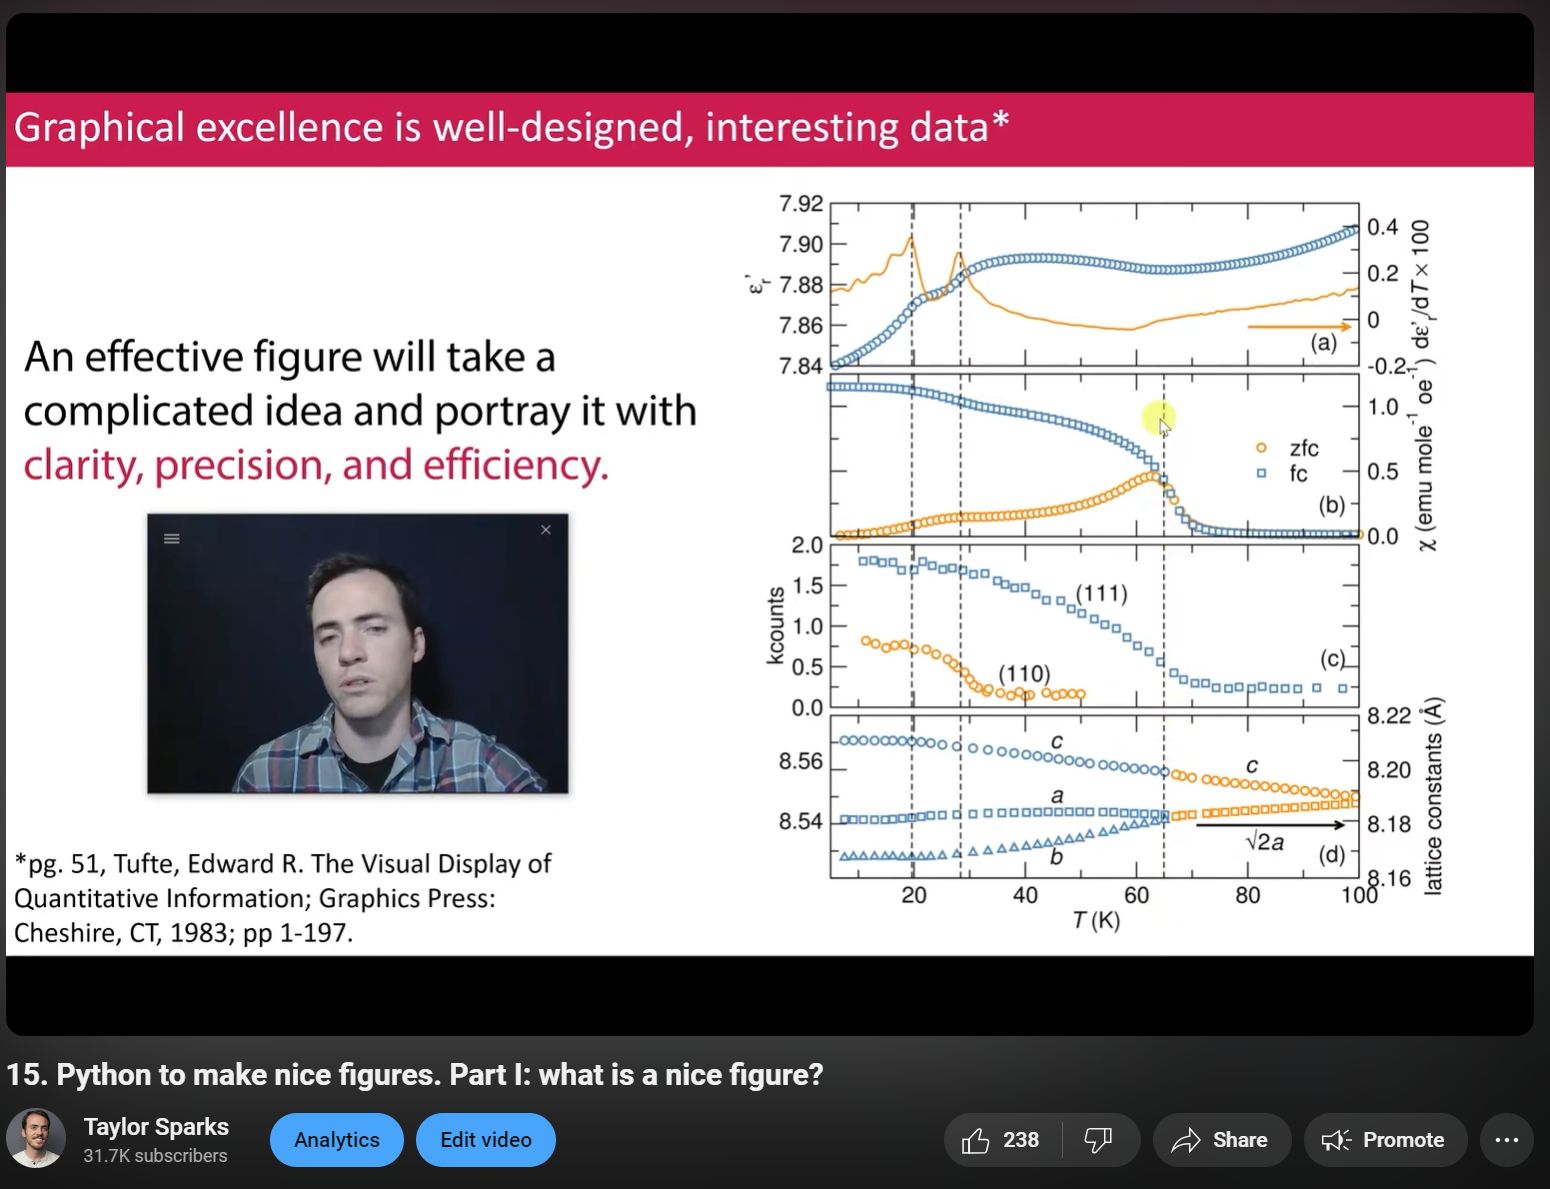 Graphical excellence is well-designed, interesting data*
An effective figure will take a
complicated idea and portray it with
clarity, precision, and efficiency.
*pg. 51, Tufte, Edward R. The Visual Display of
Quantitative Information; Graphics Press:
Cheshire, CT, 1983; pp 1-197.
7.92
7.90
7.88
7.86
7.84
εr'
0.4
0.2
0
-0.2
dε'r/dT × 100
(a)
1.0
0.5
0.0
χ (emu mole⁻¹ oe⁻¹)
zfc
fc
(b)
2.0
1.5
1.0
0.5
0.0
kcounts
(111)
(110)
(c)
8.56
8.54
8.22
8.20
8.18
8.16
lattice constants (Å)
c
c
a
b
√2a
(d)
20
40
60
80
100
T (K)
15. Python to make nice figures. Part I: what is a nice figure?
Taylor Sparks
31.7K subscribers
Analytics
Edit video
238
Share
Promote